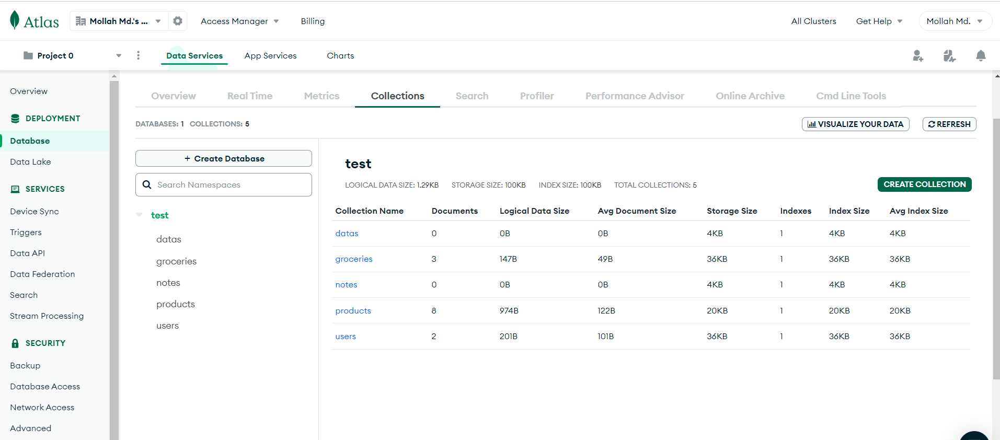 Atlas Mollah Md.'s ... Access Manager Billing All Clusters Get Help Mollah Md.
Project 0 Data Services App Services Charts
Overview
DEPLOYMENT
Database
Data Lake
SERVICES
Device Sync
Triggers
Data API
Data Federation
Search
Stream Processing
SECURITY
Backup
Database Access
Network Access
Advanced
Overview Real Time Metrics Collections Search Profiler Performance Advisor Online Archive Cmd Line Tools
DATABASES: 1 COLLECTIONS: 5 VISUALIZE YOUR DATA REFRESH
+ Create Database
Search Namespaces
test
datas
groceries
notes
products
users
test
LOGICAL DATA SIZE: 1.29KB STORAGE SIZE: 100KB INDEX SIZE: 100KB TOTAL COLLECTIONS: 5 CREATE COLLECTION
Collection Name Documents Logical Data Size Avg Document Size Storage Size Indexes Index Size Avg Index Size
datas 0 0B 0B 4KB 1 4KB 4KB
groceries 3 147B 49B 36KB 1 36KB 36KB
notes 0 0B 0B 4KB 1 4KB 4KB
products 8 974B 122B 20KB 1 20KB 20KB
users 2 201B 101B 36KB 1 36KB 36KB